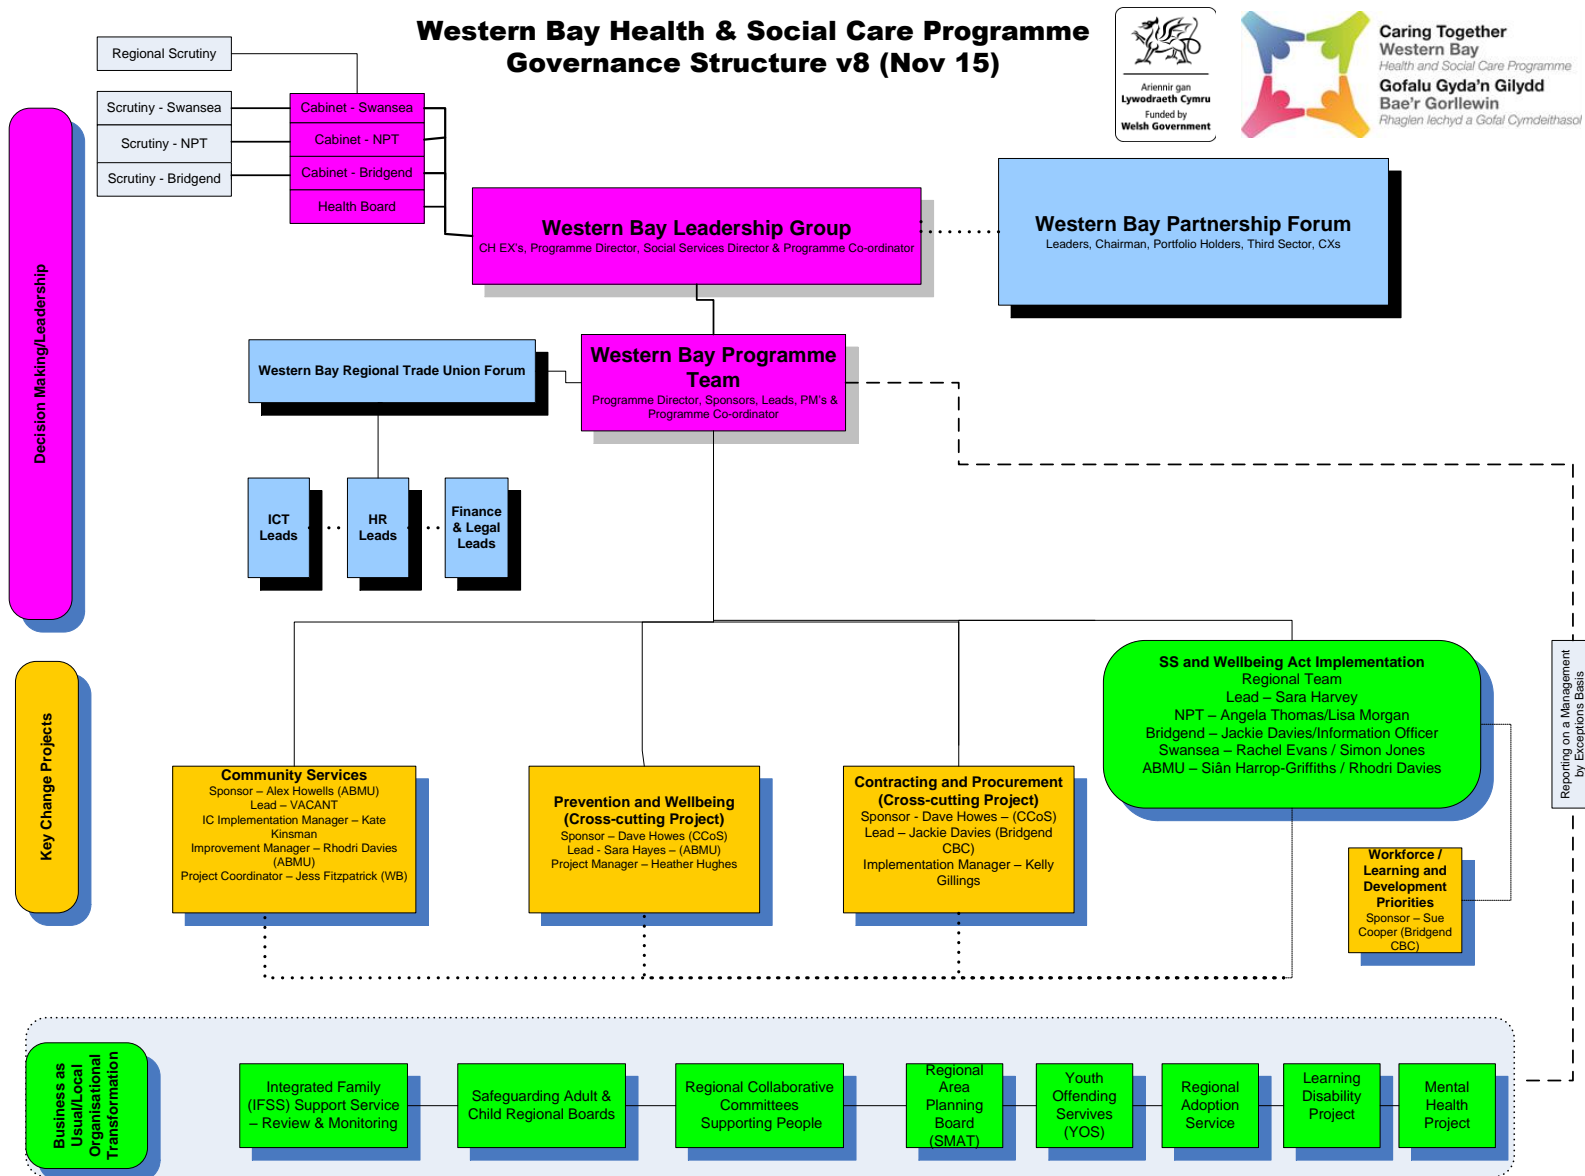 Western Bay Health & Social Care Programme
Governance Structure v8 (Nov 15)
Ariennir gan
Lywodraeth Cymru
Funded by
Welsh Government
Caring Together
Western Bay
Health and Social Care Programme
Gofalu Gyda'n Gilydd
Bae'r Gorllewin
Rhaglen Iechyd a Gofal Cymdeithasol
Regional Scrutiny
Scrutiny - Swansea
Scrutiny - NPT
Scrutiny - Bridgend
Cabinet - Swansea
Cabinet - NPT
Cabinet - Bridgend
Health Board
Decision Making/Leadership
Western Bay Leadership Group
CH EX's, Programme Director, Social Services Director & Programme Co-ordinator
Western Bay Partnership Forum
Leaders, Chairman, Portfolio Holders, Third Sector, CXs
Western Bay Regional Trade Union Forum
Western Bay Programme
Team
Programme Director, Sponsors, Leads, PM's &
Programme Co-ordinator
ICT
Leads
HR
Leads
Finance
& Legal
Leads
Key Change Projects
SS and Wellbeing Act Implementation
Regional Team
Lead – Sara Harvey
NPT – Angela Thomas/Lisa Morgan
Bridgend – Jackie Davies/Information Officer
Swansea – Rachel Evans / Simon Jones
ABMU – Siân Harrop-Griffiths / Rhodri Davies
Reporting on a Management
by Exceptions Basis
Community Services
Sponsor – Alex Howells (ABMU)
Lead – VACANT
IC Implementation Manager – Kate
Kinsman
Improvement Manager – Rhodri Davies
(ABMU)
Project Coordinator – Jess Fitzpatrick (WB)
Prevention and Wellbeing
(Cross-cutting Project)
Sponsor – Dave Howes (CCoS)
Lead - Sara Hayes – (ABMU)
Project Manager – Heather Hughes
Contracting and Procurement
(Cross-cutting Project)
Sponsor - Dave Howes – (CCoS)
Lead – Jackie Davies (Bridgend
CBC)
Implementation Manager – Kelly
Gillings
Workforce /
Learning and
Development
Priorities
Sponsor – Sue
Cooper (Bridgend
CBC)
Business as
Usual/Local
Organisational
Transformation
Integrated Family
(IFSS) Support Service
– Review & Monitoring
Safeguarding Adult &
Child Regional Boards
Regional Collaborative
Committees
Supporting People
Regional
Area
Planning
Board
(SMAT)
Youth
Offending
Servives
(YOS)
Regional
Adoption
Service
Learning
Disability
Project
Mental
Health
Project